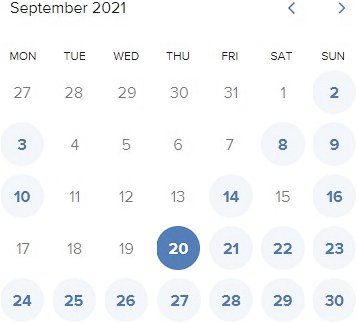 September 2021
MON TUE WED THU FRI SAT SUN
27 28 29 30 31 1 2
3 4 5 6 7 8 9
10 11 12 13 14 15 16
17 18 19 20 21 22 23
24 25 26 27 28 29 30